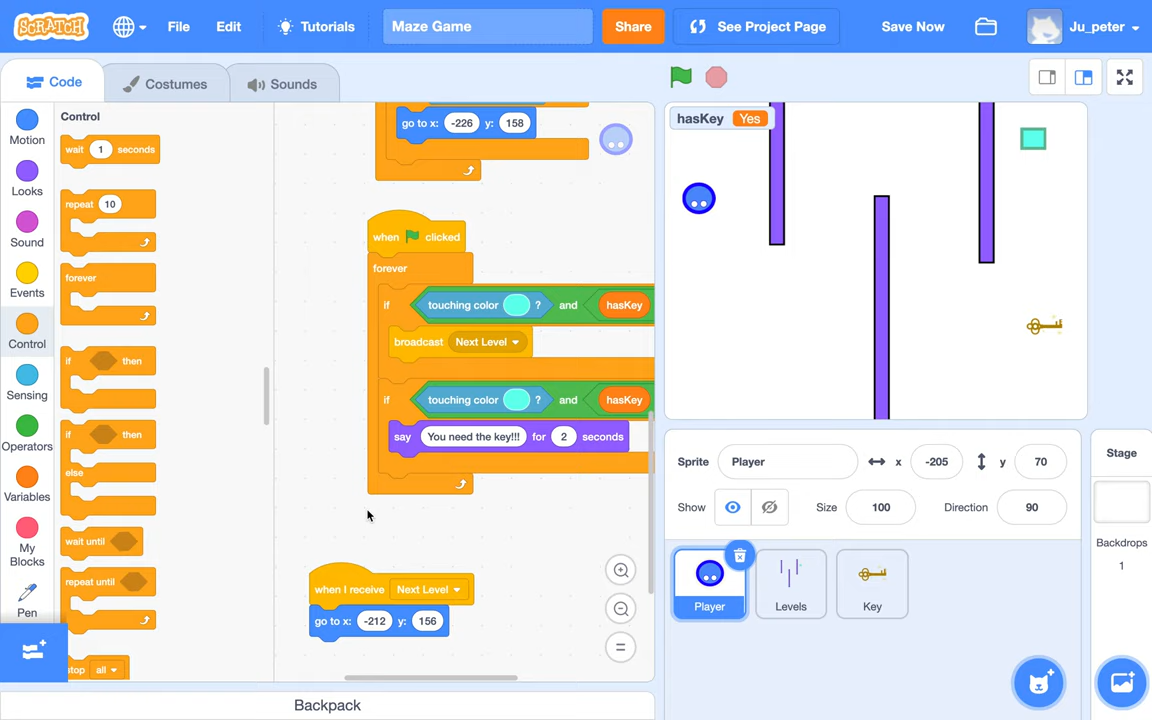 SCRATCH File Edit Tutorials Maze Game Share See Project Page Save Now Ju_peter
Code Costumes Sounds
Motion
Looks
Sound
Events
Control
Sensing
Operators
Variables
My Blocks
Pen
Control
wait 1 seconds
repeat 10
forever
if then
if then
else
wait until
repeat until
stop all
go to x: -226 y: 158
when clicked
forever
if touching color ? and hasKey
broadcast Next Level
if touching color ? and hasKey
say You need the key!!! for 2 seconds
when I receive Next Level
go to x: -212 y: 156
Backpack
hasKey Yes
Sprite Player x -205 y 70
Show Size 100 Direction 90
Player Levels Key
Stage
Backdrops
1